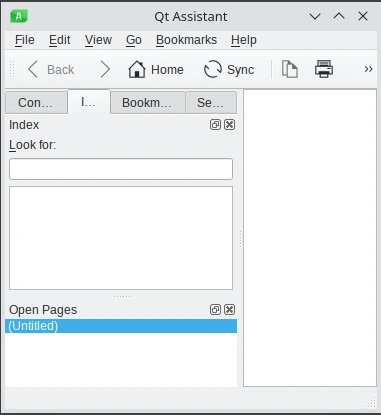 Qt Assistant
File Edit View Go Bookmarks Help
Back Home Sync »
Con... I... Bookm... Se...
Index
Look for:
Open Pages
(Untitled)